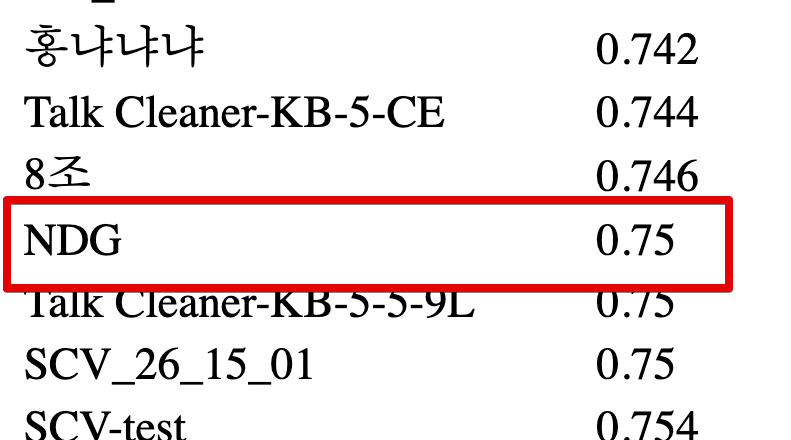 홍냐냐냐 0.742
Talk Cleaner-KB-5-CE 0.744
8조 0.746
NDG 0.75
Talk Cleaner-KB-5-5-9L 0.75
SCV_26_15_01 0.75
SCV-test 0.754